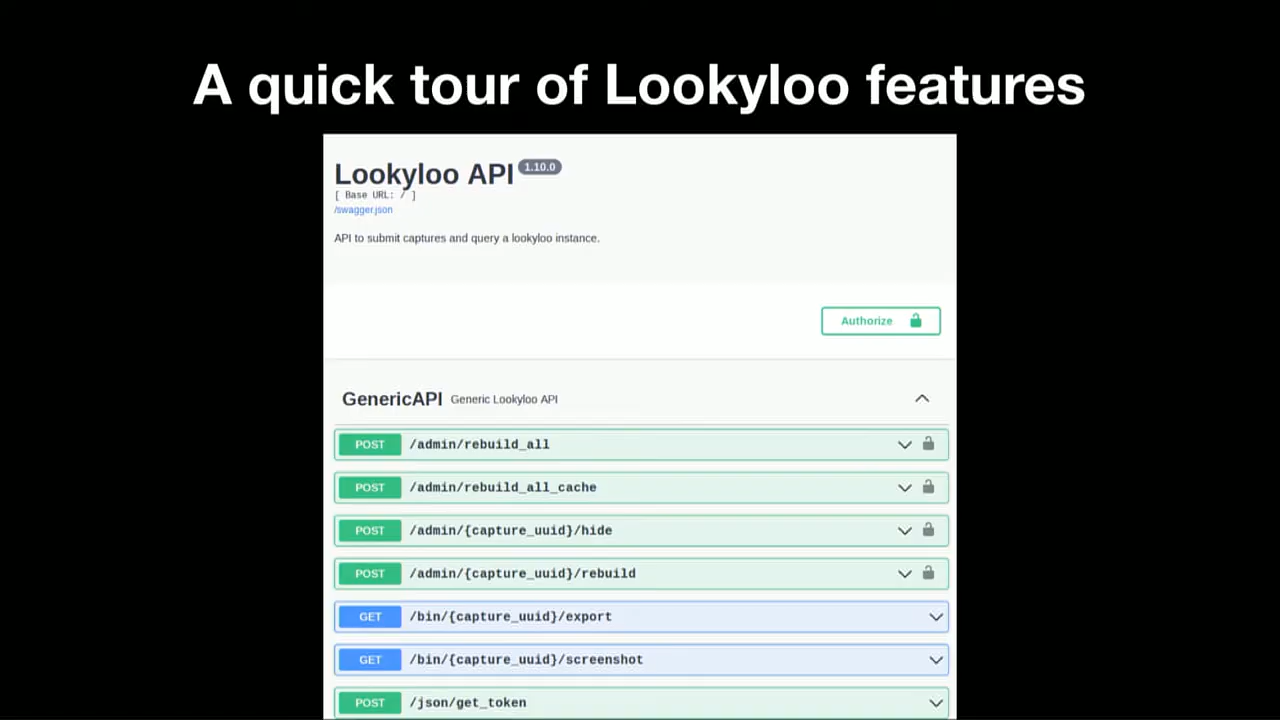 A quick tour of Lookyloo features
Lookyloo API 1.10.0
[ Base URL: / ]
/swagger.json
API to submit captures and query a lookyloo instance.
Authorize
GenericAPI Generic Lookyloo API
POST /admin/rebuild_all
POST /admin/rebuild_all_cache
POST /admin/{capture_uuid}/hide
POST /admin/{capture_uuid}/rebuild
GET /bin/{capture_uuid}/export
GET /bin/{capture_uuid}/screenshot
POST /json/get_token